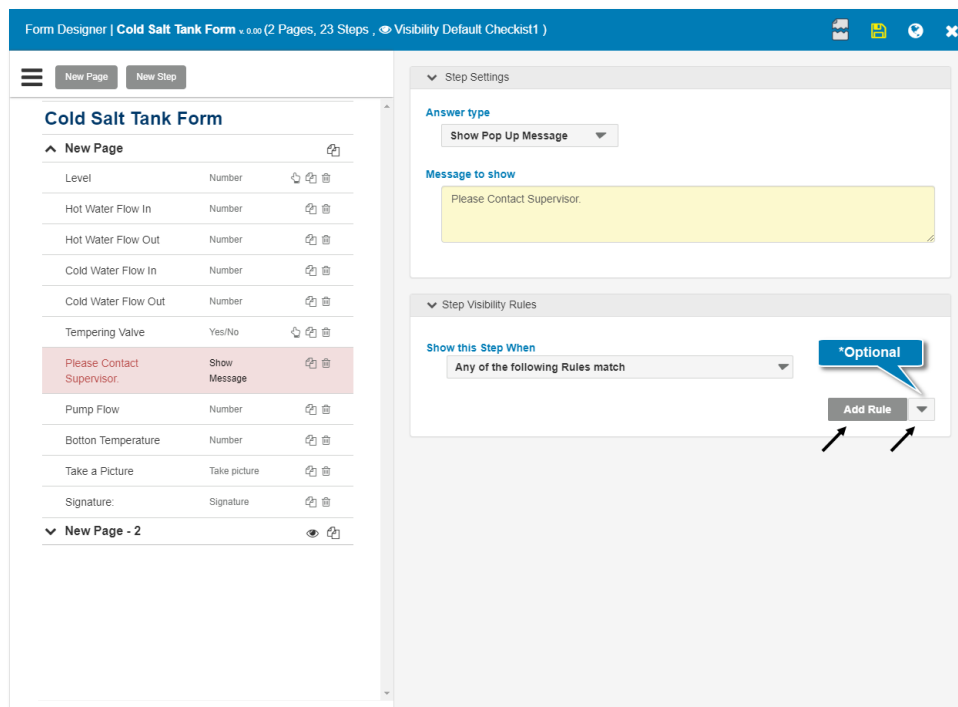 Form Designer | Cold Salt Tank Form v. 0.00 (2 Pages, 23 Steps , Visibility Default Checkist1 )
New Page New Step
Cold Salt Tank Form
New Page
Level Number
Hot Water Flow In Number
Hot Water Flow Out Number
Cold Water Flow In Number
Cold Water Flow Out Number
Tempering Valve Yes/No
Please Contact Show
Supervisor. Message
Pump Flow Number
Botton Temperature Number
Take a Picture Take picture
Signature: Signature
New Page - 2
Step Settings
Answer type
Show Pop Up Message
Message to show
Please Contact Supervisor.
Step Visibility Rules
Show this Step When
Any of the following Rules match
*Optional
Add Rule